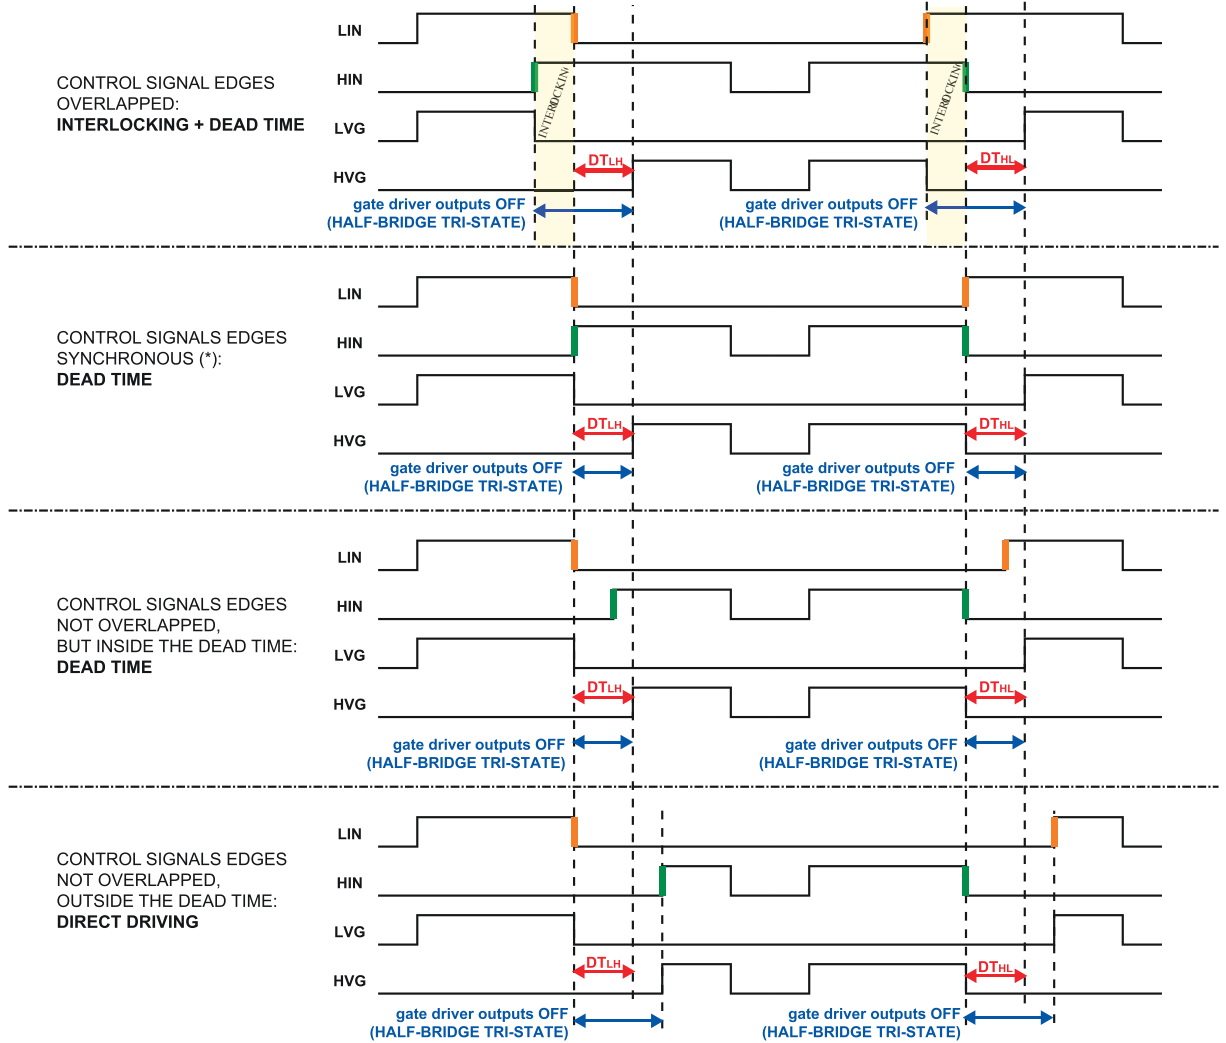 LIN
HIN
CONTROL SIGNAL EDGES
OVERLAPPED:
INTERLOCKING + DEAD TIME
INTERLOCKING
INTERLOCKING
LVG
HVG
DTLH
DTHL
gate driver outputs OFF
(HALF-BRIDGE TRI-STATE)
gate driver outputs OFF
(HALF-BRIDGE TRI-STATE)
LIN
HIN
CONTROL SIGNALS EDGES
SYNCHRONOUS (*):
DEAD TIME
LVG
HVG
DTLH
DTHL
gate driver outputs OFF
(HALF-BRIDGE TRI-STATE)
gate driver outputs OFF
(HALF-BRIDGE TRI-STATE)
LIN
HIN
CONTROL SIGNALS EDGES
NOT OVERLAPPED,
BUT INSIDE THE DEAD TIME:
DEAD TIME
LVG
HVG
DTLH
DTHL
gate driver outputs OFF
(HALF-BRIDGE TRI-STATE)
gate driver outputs OFF
(HALF-BRIDGE TRI-STATE)
LIN
HIN
CONTROL SIGNALS EDGES
NOT OVERLAPPED,
OUTSIDE THE DEAD TIME:
DIRECT DRIVING
LVG
HVG
DTLH
DTHL
gate driver outputs OFF
(HALF-BRIDGE TRI-STATE)
gate driver outputs OFF
(HALF-BRIDGE TRI-STATE)